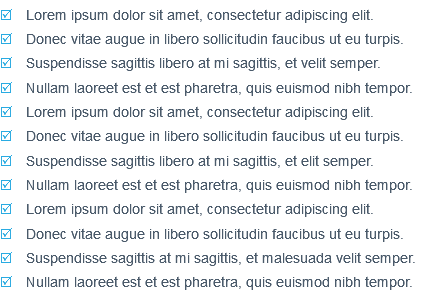 Lorem ipsum dolor sit amet, consectetur adipiscing elit.
Donec vitae augue in libero sollicitudin faucibus ut eu turpis.
Suspendisse sagittis libero at mi sagittis, et velit semper.
Nullam laoreet est et est pharetra, quis euismod nibh tempor.
Lorem ipsum dolor sit amet, consectetur adipiscing elit.
Donec vitae augue in libero sollicitudin faucibus ut eu turpis.
Suspendisse sagittis libero at mi sagittis, et elit semper.
Nullam laoreet est et est pharetra, quis euismod nibh tempor.
Lorem ipsum dolor sit amet, consectetur adipiscing elit.
Donec vitae augue in libero sollicitudin faucibus ut eu turpis.
Suspendisse sagittis at mi sagittis, et malesuada velit semper.
Nullam laoreet est et est pharetra, quis euismod nibh tempor.